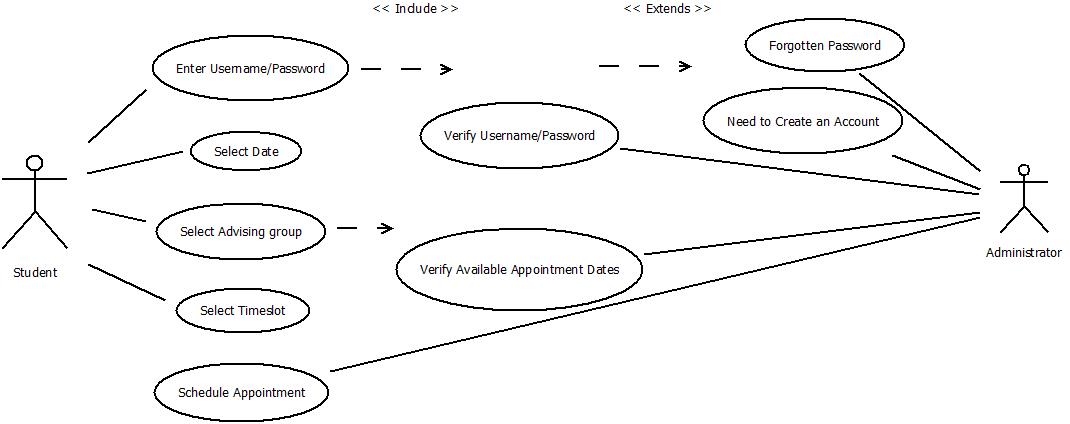 << Include >>
<< Extends >>
Forgotten Password
Enter Username/Password
Need to Create an Account
Verify Username/Password
Select Date
Select Advising group
Administrator
Student
Verify Available Appointment Dates
Select Timeslot
Schedule Appointment